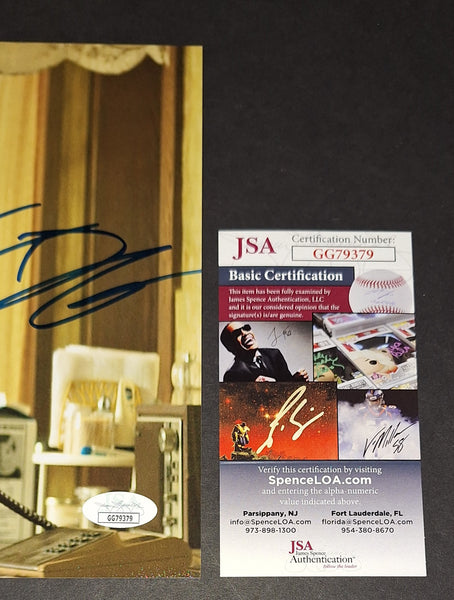 JSA
Certification Number:
GG79379
Basic Certification
This item has been fully examined by
James Spence Authentication, LLC
and it is our considered opinion that the
signature(s) is/are genuine.
Verify this certification by visiting
SpenceLOA.com
and entering the alpha-numeric
value indicated above.
Parsippany, NJ
info@SpenceLOA.com
973-898-1300
Fort Lauderdale, FL
florida@SpenceLOA.com
954-380-8670
JSA
James Spence
Authentication
follow the leader
GG79379